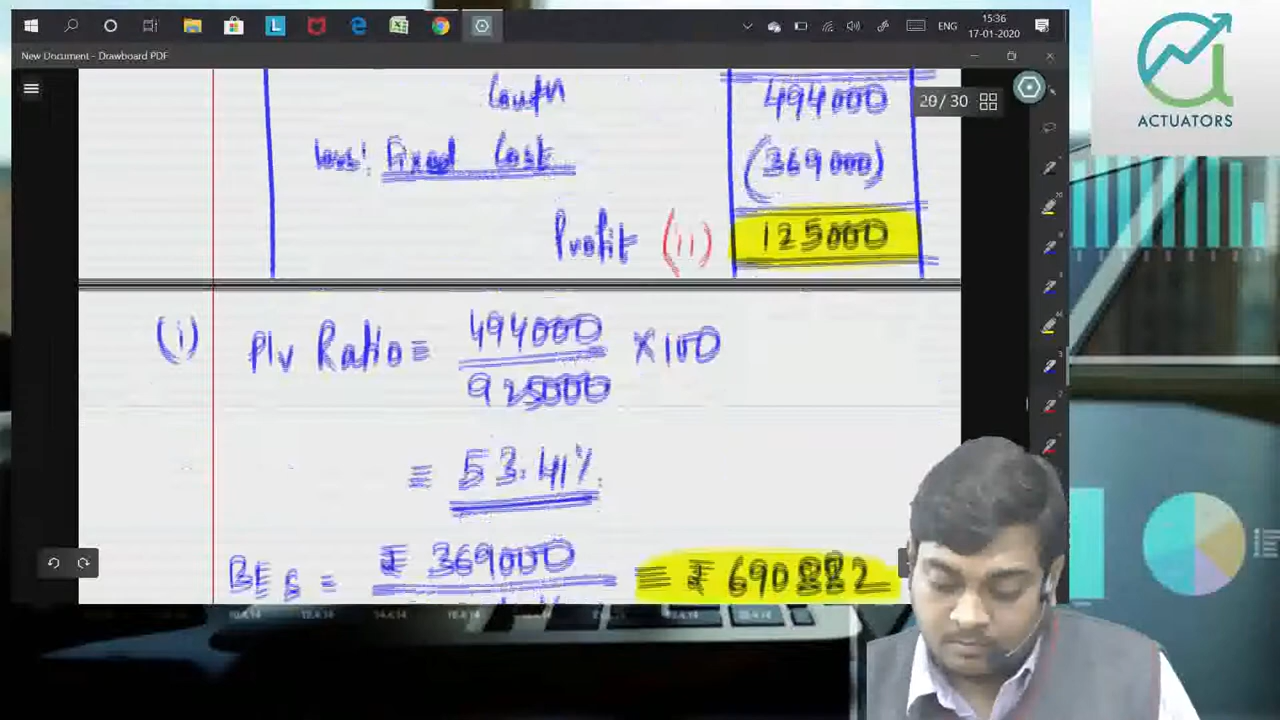 ENG
15:36
17-01-2020
New Document - Drawboard PDF
ACTUATORS
20/30
Contn 494000
Less: Fixed Cost (369000)
Profit (ii) 125000
(i) P/v Ratio = 494000 / 925000 × 100
= 53.41%
BES = ₹ 369000 = ₹ 690882